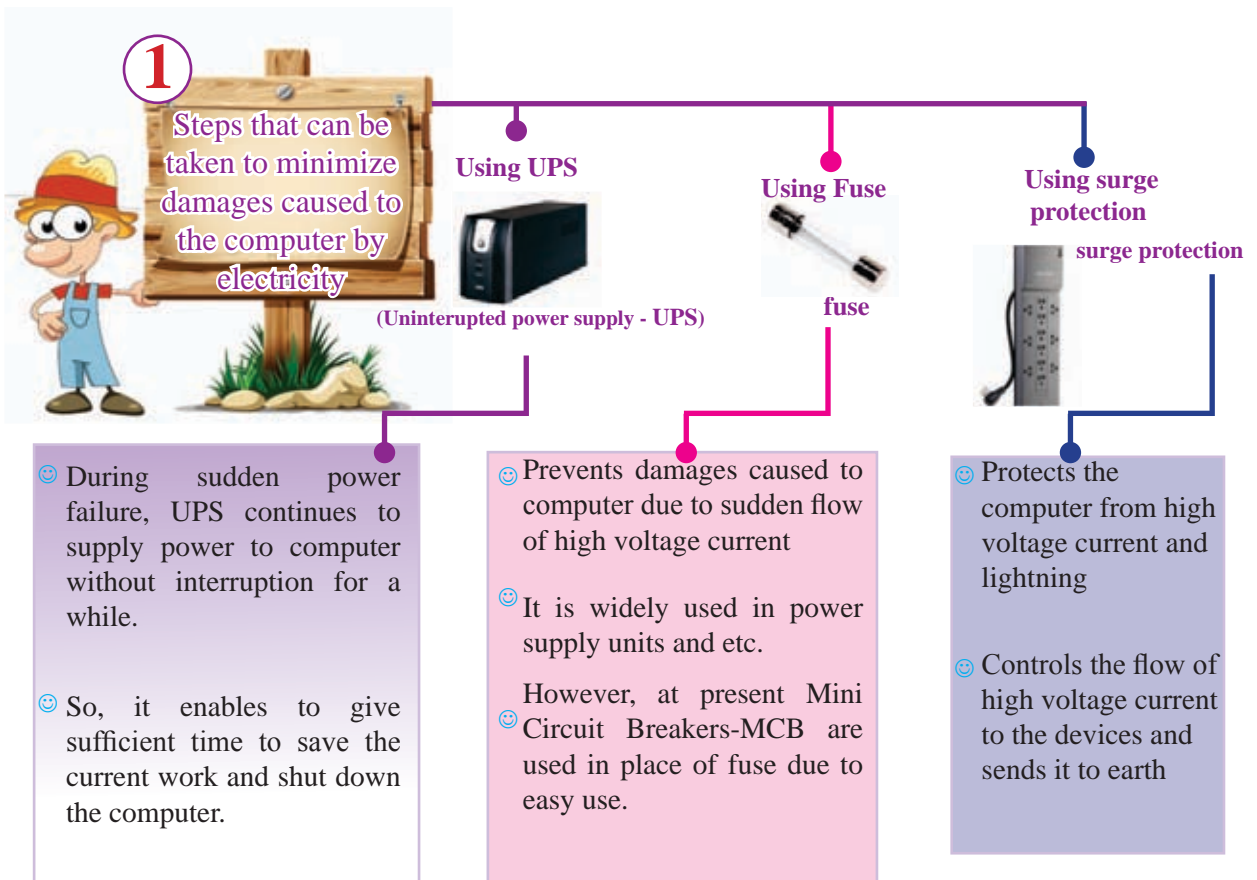 1
Steps that can be
taken to minimize
damages caused to
the computer by
electricity
Using UPS
(Uninterupted power supply - UPS)
Using Fuse
fuse
Using surge
protection
surge protection
During sudden power
failure, UPS continues to
supply power to computer
without interruption for a
while.
So, it enables to give
sufficient time to save the
current work and shut down
the computer.
Prevents damages caused to
computer due to sudden flow
of high voltage current
It is widely used in power
supply units and etc.
However, at present Mini
Circuit Breakers-MCB are
used in place of fuse due to
easy use.
Protects the
computer from high
voltage current and
lightning
Controls the flow of
high voltage current
to the devices and
sends it to earth